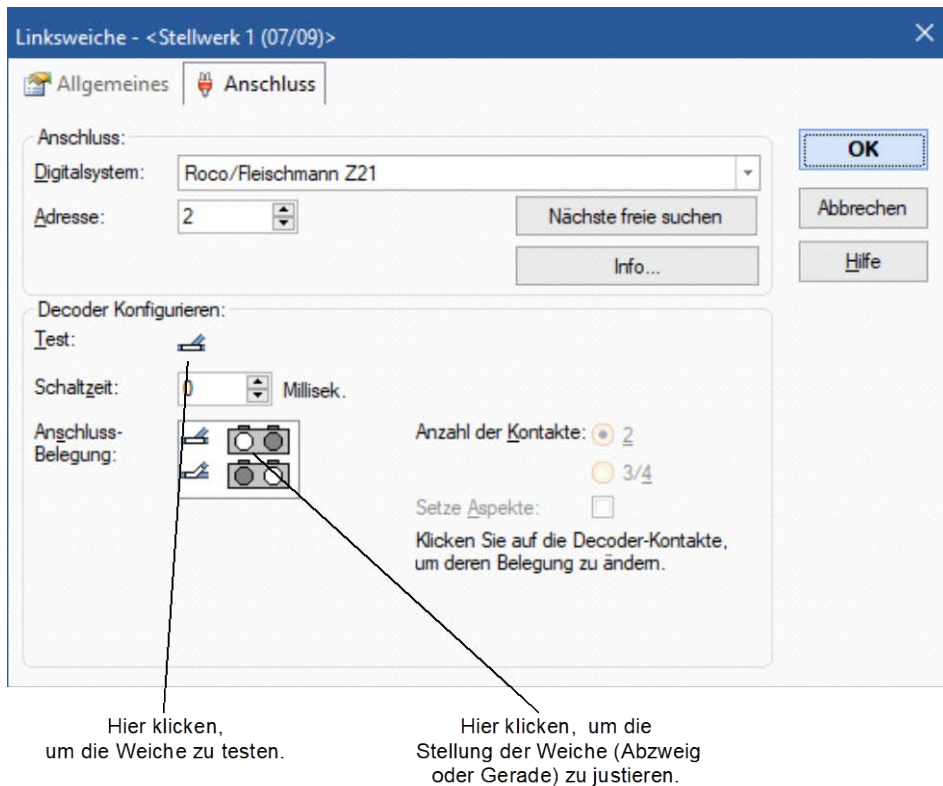 Linksweiche - <Stellwerk 1 (07/09)>
Allgemeines
Anschluss
Anschluss:
Digitalsystem: Roco/Fleischmann Z21
Adresse: 2
Nächste freie suchen
Info...
OK
Abbrechen
Hilfe
Decoder Konfigurieren:
Test:
Schaltzeit: 0 Millisek.
Anschluss-
Belegung:
Anzahl der Kontakte: 2
3/4
Setze Aspekte:
Klicken Sie auf die Decoder-Kontakte,
um deren Belegung zu ändern.
Hier klicken,
um die Weiche zu testen.
Hier klicken, um die
Stellung der Weiche (Abzweig
oder Gerade) zu justieren.